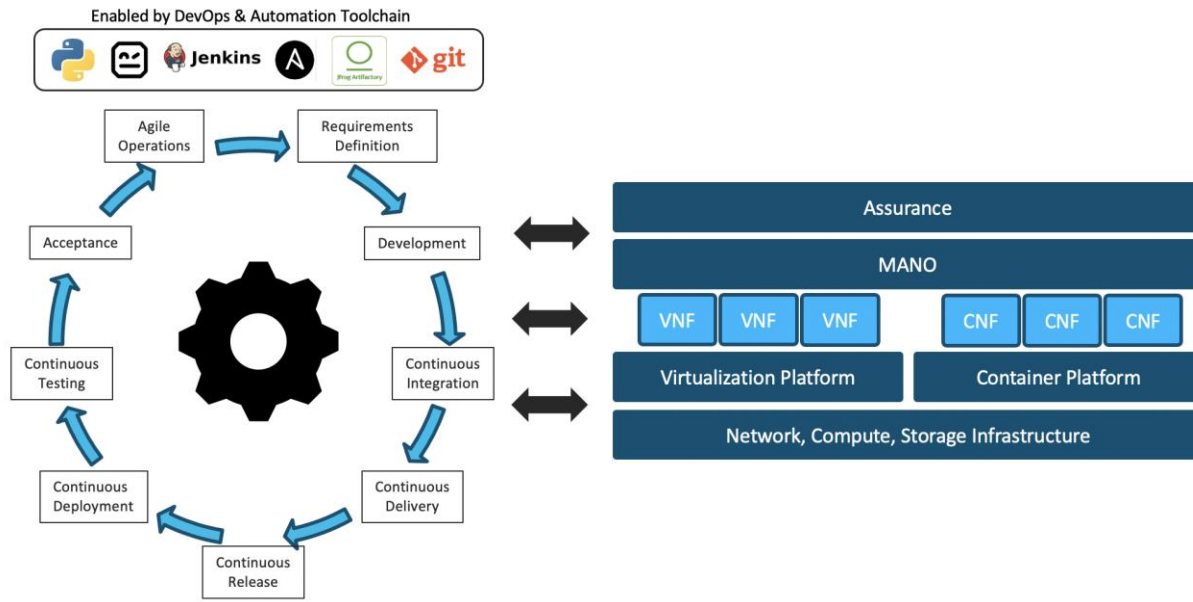 Enabled by DevOps & Automation Toolchain
Jenkins
A
JFrog Artifactory
git
Agile
Operations
Requirements
Definition
Acceptance
Development
Continuous
Testing
Continuous
Integration
Continuous
Deployment
Continuous
Delivery
Continuous
Release
Assurance
MANO
VNF
VNF
VNF
CNF
CNF
CNF
Virtualization Platform
Container Platform
Network, Compute, Storage Infrastructure